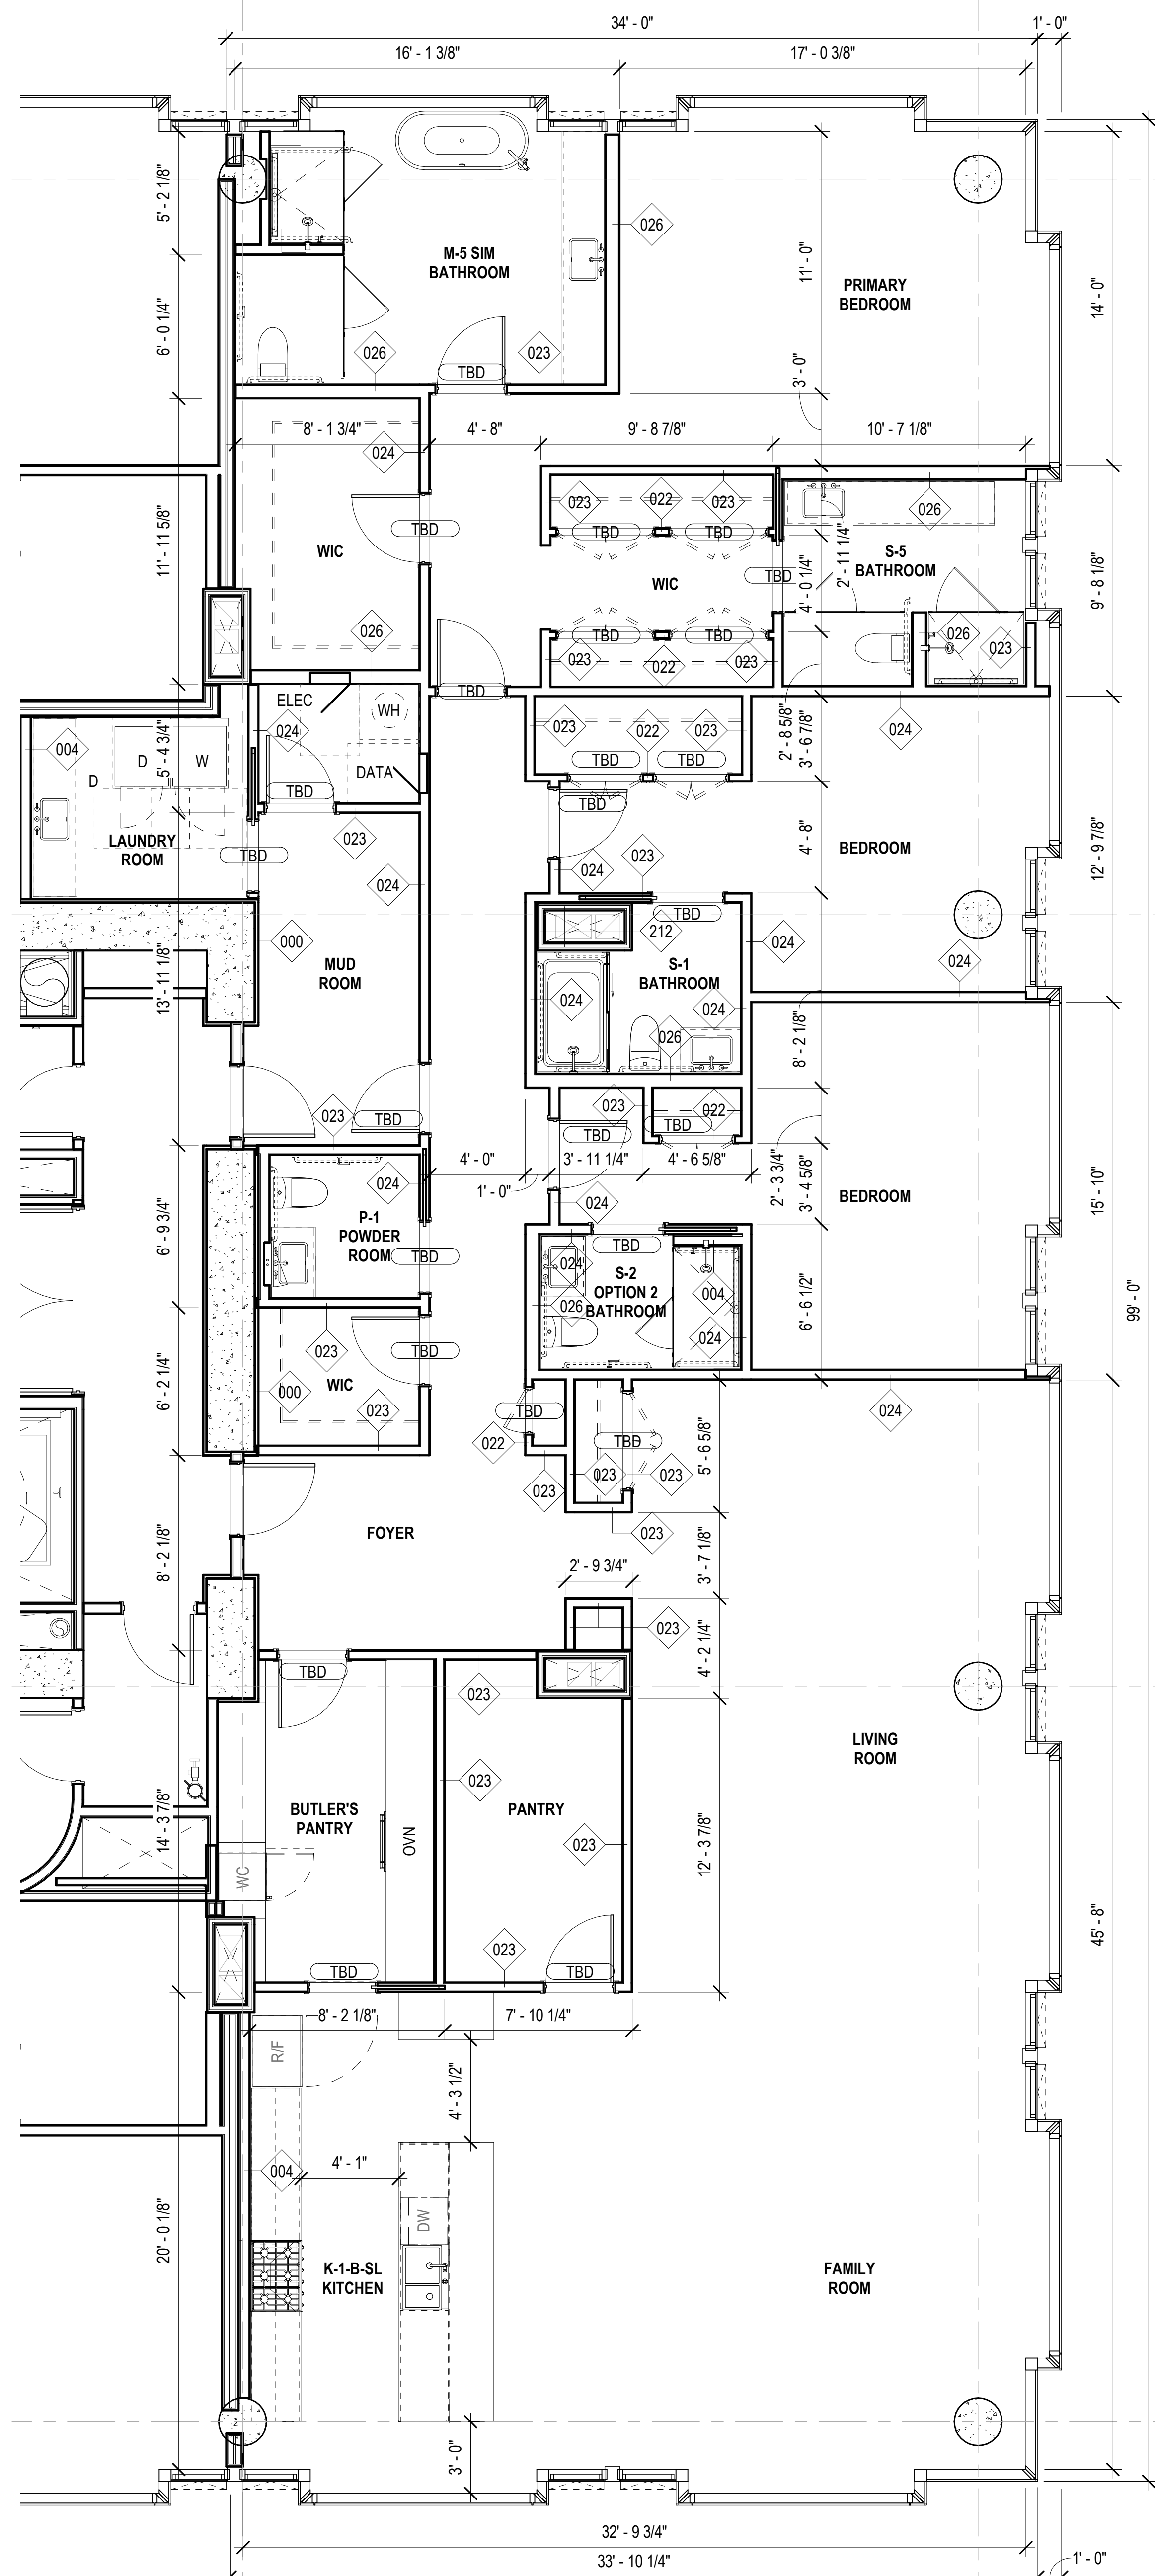 34' - 0"
1' - 0"
16' - 1 3/8"
17' - 0 3/8"
5' - 2 1/8"
026
M-5 SIM
BATHROOM
11' - 0"
PRIMARY
BEDROOM
14' - 0"
6' - 0 1/4"
026
023
TBD
3' - 0"
8' - 1 3/4"
4' - 8"
9' - 8 7/8"
10' - 7 1/8"
024
023
022
023
026
TBD
TBD
TBD
11' - 11 5/8"
WIC
WIC
TBD
4' - 0 1/4"
2' - 11 1/4"
S-5
BATHROOM
9' - 8 1/8"
026
TBD
TBD
026
023
023
022
023
TBD
ELEC
WH
024
023
022
023
2' - 8 5/8"
3' - 6 7/8"
024
004
D
D
W
5' - 4 3/4"
DATA
TBD
TBD
TBD
TBD
LAUNDRY
ROOM
TBD
023
024
024
023
4' - 8"
BEDROOM
12' - 9 7/8"
TBD
000
212
024
024
MUD
ROOM
S-1
BATHROOM
13' - 11 1/8"
024
024
026
8' - 2 1/8"
023
TBD
023
022
TBD
TBD
4' - 0"
1' - 0"
3' - 11 1/4"
4' - 6 5/8"
2' - 3 3/4"
3' - 4 5/8"
024
024
BEDROOM
15' - 10"
6' - 9 3/4"
P-1
POWDER
ROOM
TBD
TBD
024
S-2
OPTION 2
BATHROOM
004
026
024
6' - 6 1/2"
99' - 0"
023
TBD
6' - 2 1/4"
WIC
000
023
TBD
022
TBD
023
023
023
024
5' - 6 5/8"
FOYER
023
8' - 2 1/8"
3' - 7 1/8"
2' - 9 3/4"
023
4' - 2 1/4"
TBD
023
LIVING
ROOM
023
BUTLER'S
PANTRY
PANTRY
OVN
023
14' - 3 7/8"
12' - 3 7/8"
WC
45' - 8"
023
TBD
TBD
8' - 2 1/8"
7' - 10 1/4"
R/F
4' - 3 1/2"
004
4' - 1"
DW
20' - 0 1/8"
K-1-B-SL
KITCHEN
FAMILY
ROOM
3' - 0"
32' - 9 3/4"
33' - 10 1/4"
1' - 0"